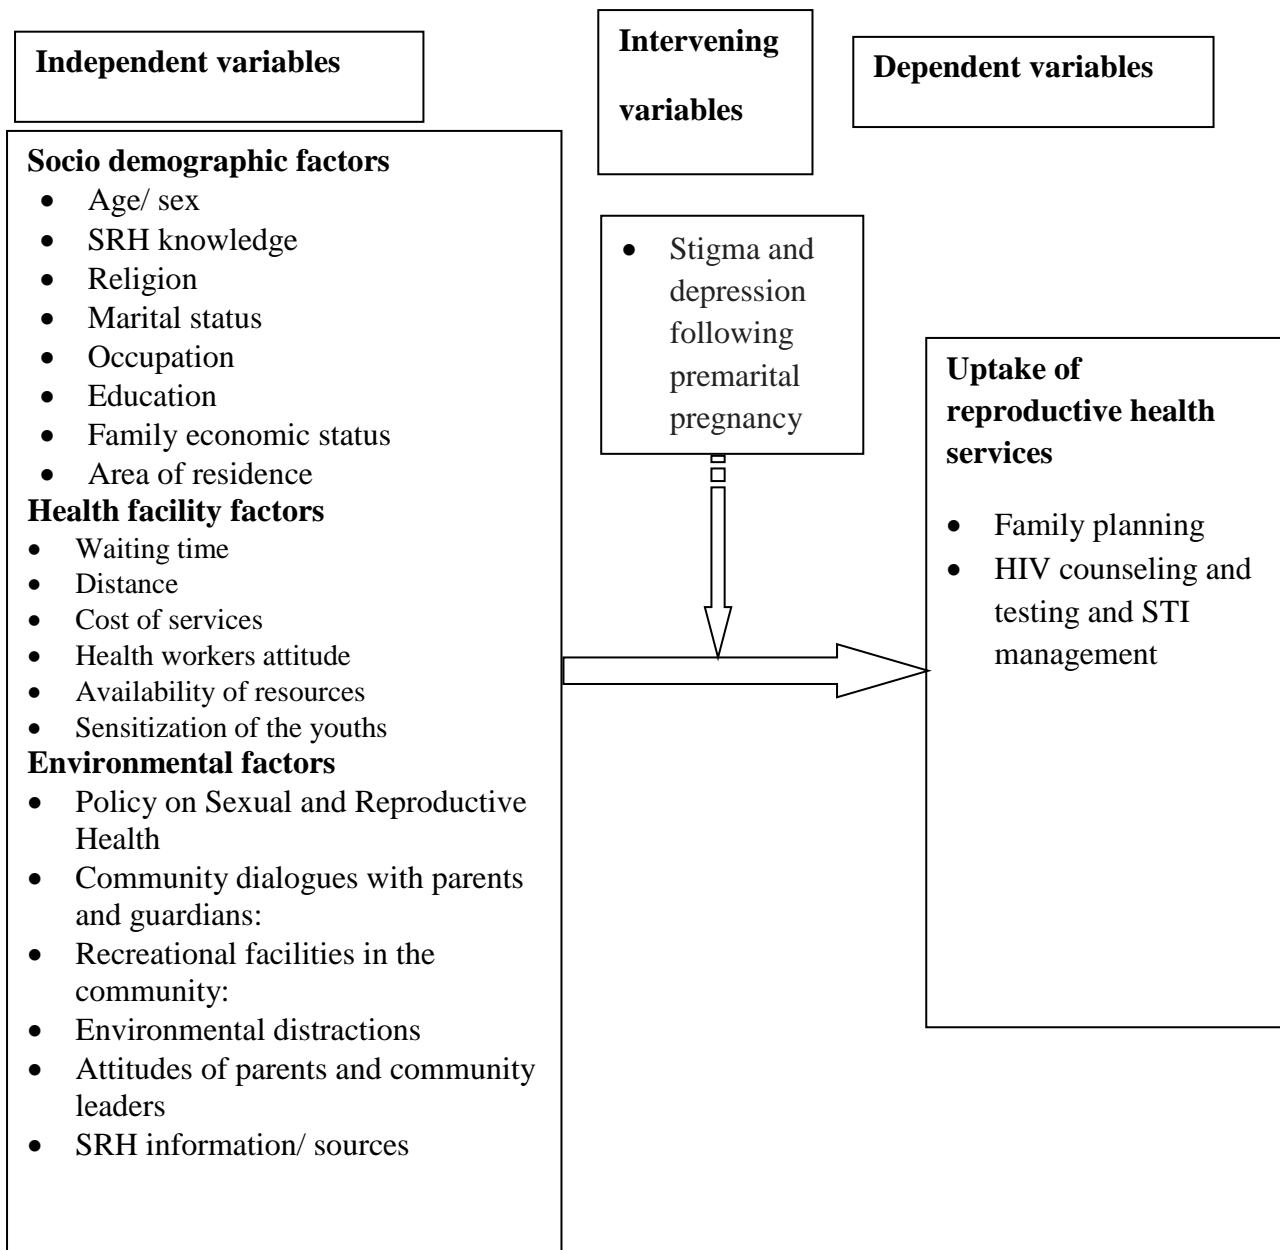 Independent variables
Intervening
variables
Dependent variables
Socio demographic factors
• Age/ sex
• SRH knowledge
• Religion
• Marital status
• Occupation
• Education
• Family economic status
• Area of residence
Health facility factors
• Waiting time
• Distance
• Cost of services
• Health workers attitude
• Availability of resources
• Sensitization of the youths
Environmental factors
• Policy on Sexual and Reproductive
Health
• Community dialogues with parents
and guardians:
• Recreational facilities in the
community:
• Environmental distractions
• Attitudes of parents and community
leaders
• SRH information/ sources
• Stigma and
depression
following
premarital
pregnancy
Uptake of
reproductive health
services
• Family planning
• HIV counseling and
testing and STI
management